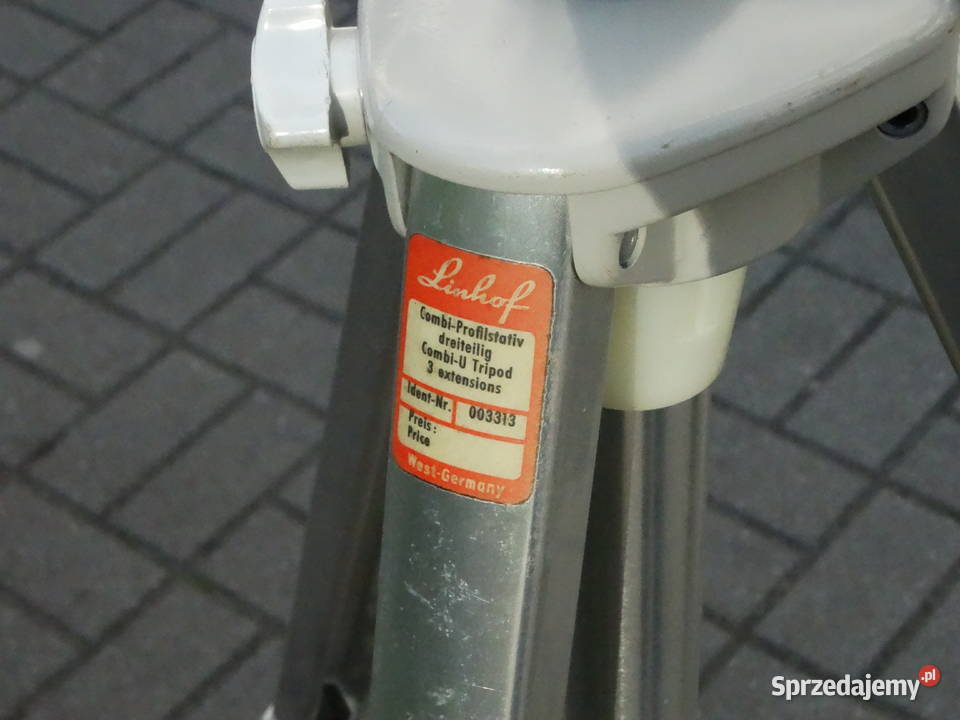 Linhof
Combi-Profilstativ
dreiteilig
Combi-U Tripod
3 extensions
Ident-Nr. 003313
Preis:
Price
West-Germany
Sprzedajemy.pl